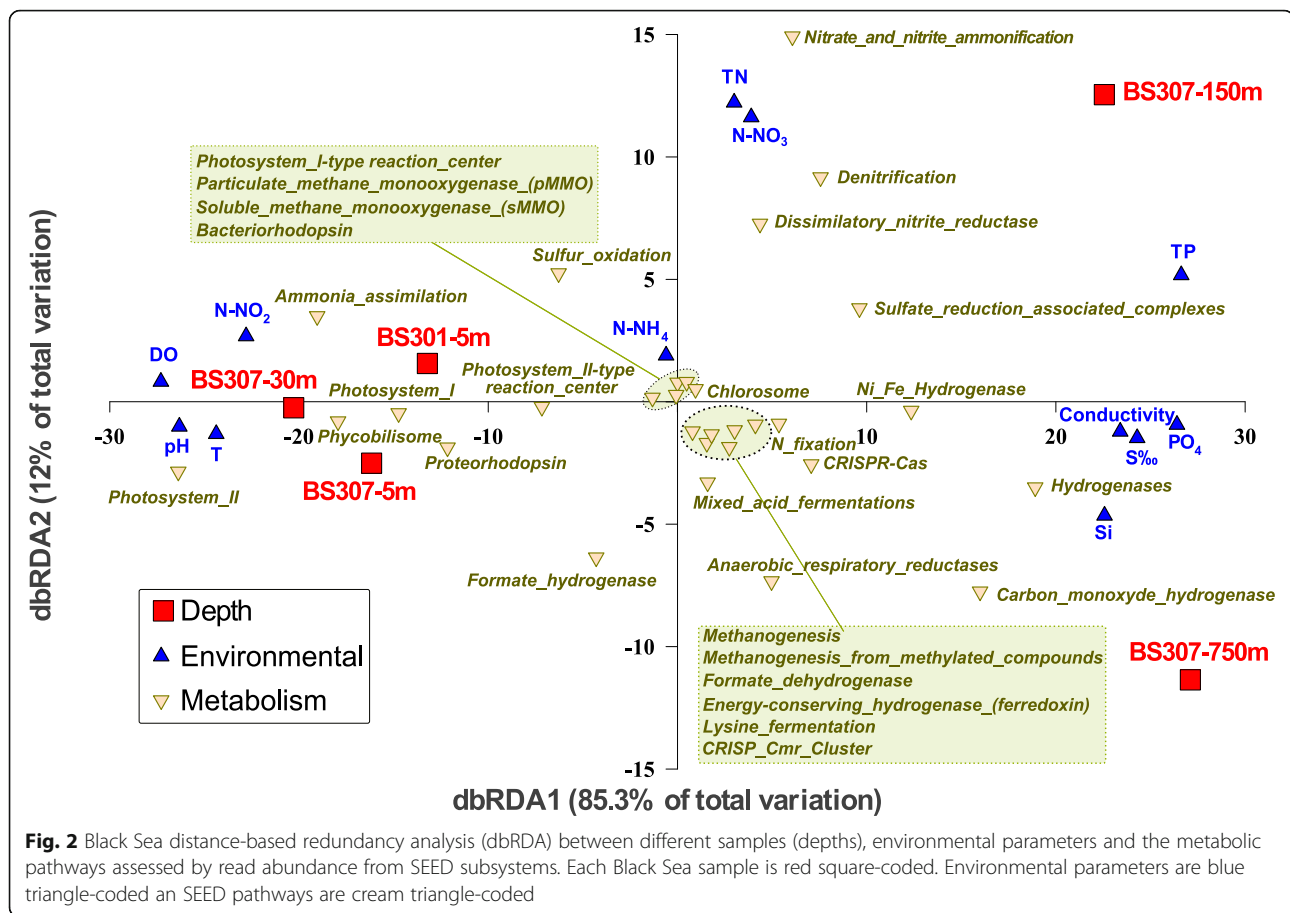 15
Nitrate_and_nitrite_ammonification
TN
BS307-150m
N-NO₃
Photosystem_I-type reaction_center
Particulate_methane_monooxygenase_(pMMO)
Soluble_methane_monooxygenase_(sMMO)
Bacteriorhodopsin
10
Denitrification
Dissimilatory_nitrite_reductase
Sulfur_oxidation
TP
5
Ammonia_assimilation
N-NO₂
Sulfate_reduction_associated_complexes
N-NH₄
BS301-5m
DO
BS307-30m
Photosystem_II-type
reaction_center
Photosystem_I
Chlorosome
Ni_Fe_Hydrogenase
Conductivity
-30
-20
-10
10
20
30
pH
T
Phycobilisome
N_fixation
S‰
PO₄
Proteorhodopsin
CRISPR-Cas
BS307-5m
Photosystem_II
Mixed_acid_fermentations
Hydrogenases
-5
Si
Formate_hydrogenase
Anaerobic_respiratory_reductases
Carbon_monoxyde_hydrogenase
Depth
Environmental
Metabolism
-10
Methanogenesis
Methanogenesis_from_methylated_compounds
Formate_dehydrogenase
Energy-conserving_hydrogenase_(ferredoxin)
Lysine_fermentation
CRISP_Cmr_Cluster
BS307-750m
-15
dbRDA2 (12% of total variation)
dbRDA1 (85.3% of total variation)
Fig. 2 Black Sea distance-based redundancy analysis (dbRDA) between different samples (depths), environmental parameters and the metabolic
pathways assessed by read abundance from SEED subsystems. Each Black Sea sample is red square-coded. Environmental parameters are blue
triangle-coded an SEED pathways are cream triangle-coded